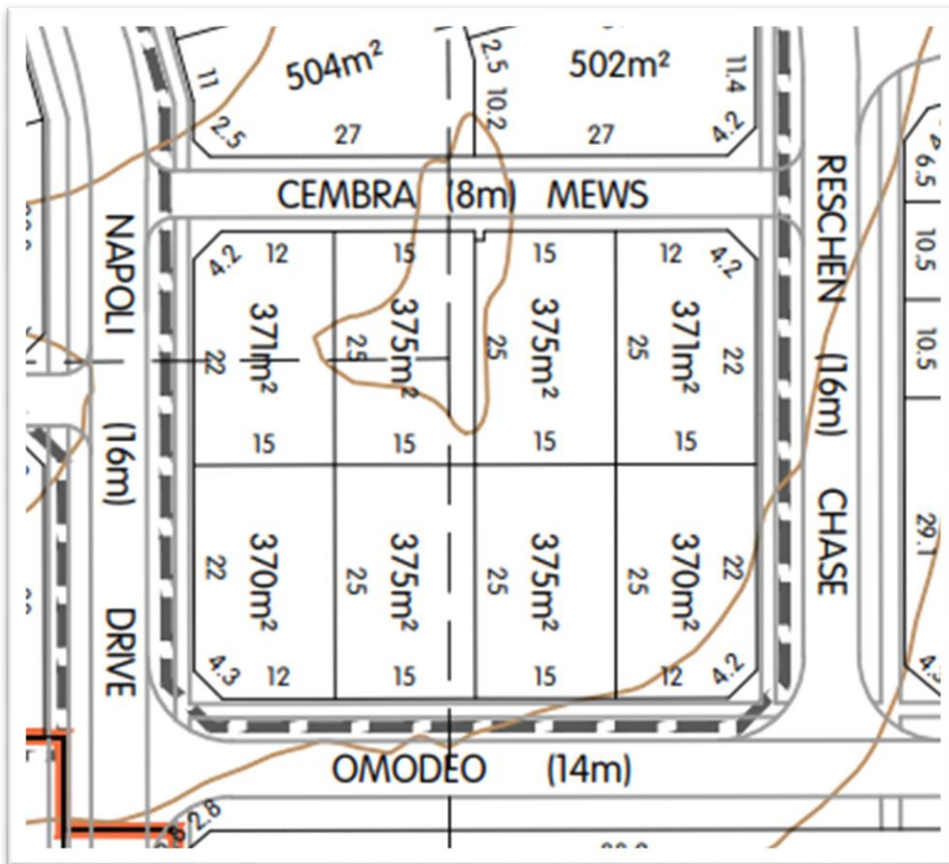 504m²
502m²
11
2.5
27
2.5
10.2
27
11.4
4.2
CEMBRA (8m) MEWS
NAPOLI (16m) DRIVE
RESCHEN (16m) CHASE
6.5
10.5
10.5
29.1
4.2 12 15 15 12 4.2
371m² 375m² 375m² 371m²
22 25 25 25 22
15 15 15 15
370m² 375m² 375m² 370m²
22 25 25 25 22
4.3 12 15 15 12 4.2
OMODEO (14m)
2.8